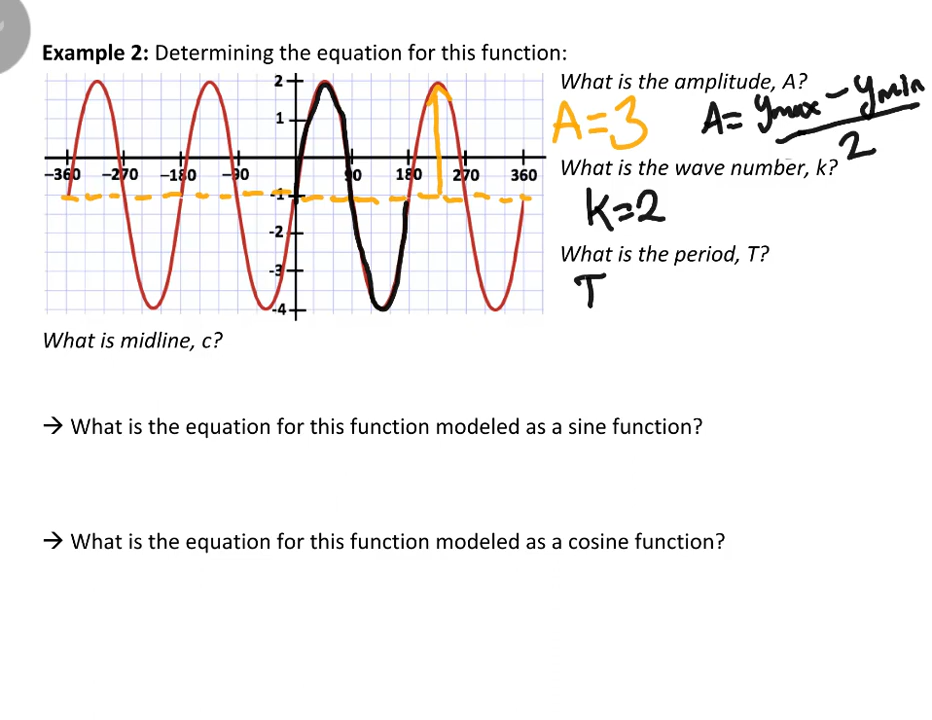 Example 2: Determining the equation for this function:
What is the amplitude, A?
A=3 A= ymax - ymin
2
What is the wave number, k?
K=2
What is the period, T?
T
2
1
-360 -270 -180 -90 90 180 270 360
-1
-2
-3
-4
What is midline, c?
→ What is the equation for this function modeled as a sine function?
→ What is the equation for this function modeled as a cosine function?